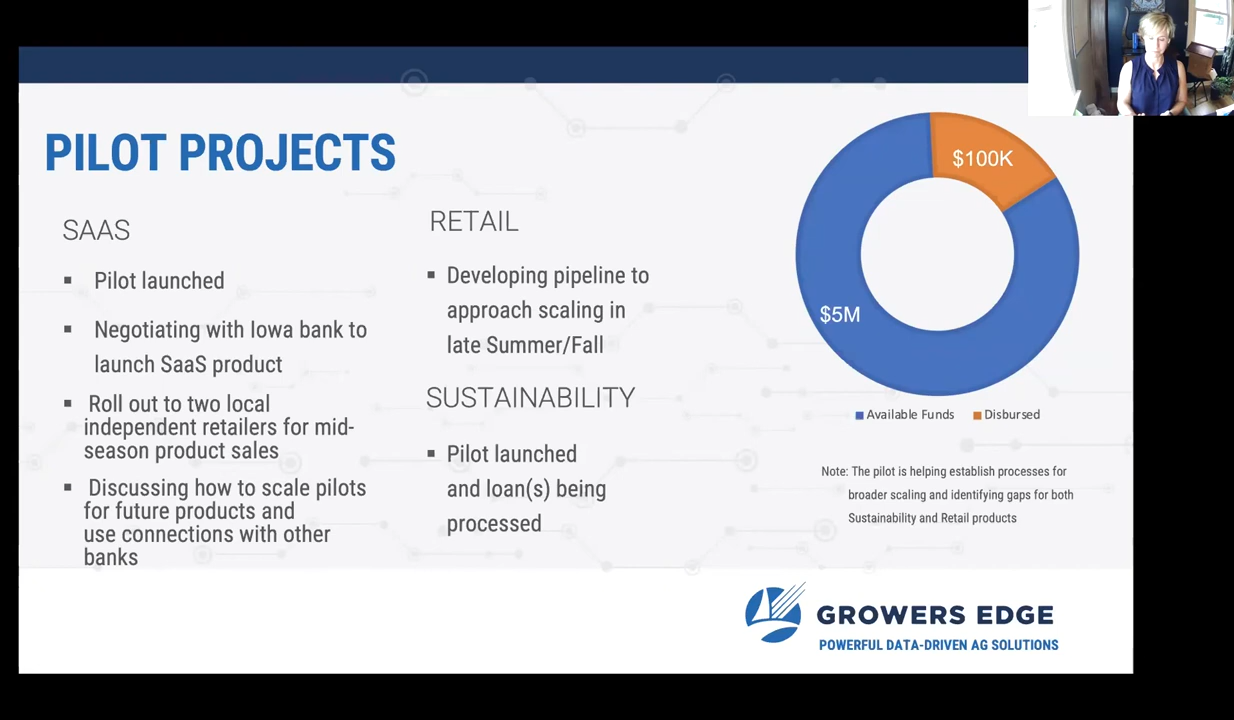 PILOT PROJECTS
SAAS
▪ Pilot launched
▪ Negotiating with Iowa bank to
launch SaaS product
▪ Roll out to two local
independent retailers for mid-
season product sales
▪ Discussing how to scale pilots
for future products and
use connections with other
banks
RETAIL
▪ Developing pipeline to
approach scaling in
late Summer/Fall
SUSTAINABILITY
▪ Pilot launched
and loan(s) being
processed
$100K
$5M
Available Funds Disbursed
Note: The pilot is helping establish processes for
broader scaling and identifying gaps for both
Sustainability and Retail products
GROWERS EDGE
POWERFUL DATA-DRIVEN AG SOLUTIONS